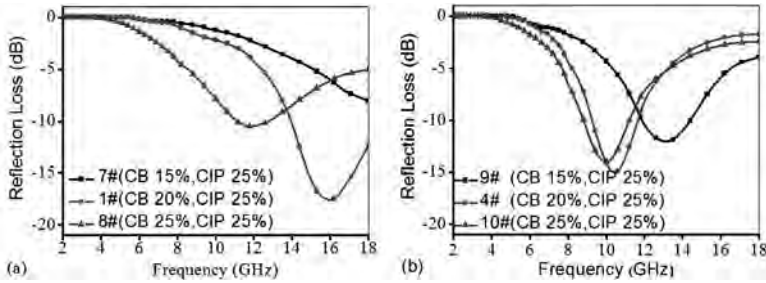 Reflection Loss (dB)
0
-5
-10
-15
-20
7#(CB 15%,CIP 25%)
1#(CB 20%,CIP 25%)
8#(CB 25%,CIP 25%)
2 4 6 8 10 12 14 16 18
(a) Frequency (GHz)
Reflection Loss (dB)
0
-5
-10
-15
-20
9# (CB 15%,CIP 25%)
4# (CB 20%,CIP 25%)
10# (CB 25%,CIP 25%)
2 4 6 8 10 12 14 16 18
(b) Frequency (GHz)